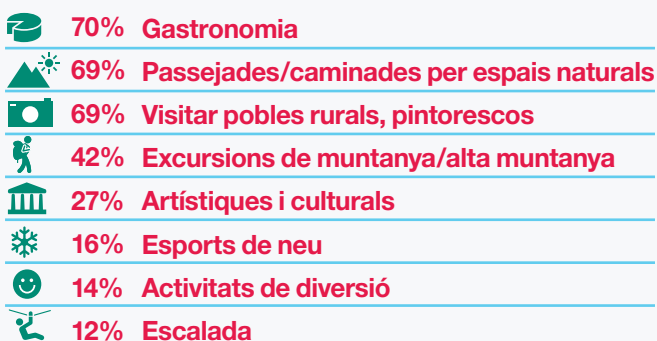 70% Gastronomia
69% Passejades/caminades per espais naturals
69% Visitar pobles rurals, pintorescos
42% Excursions de muntanya/alta muntanya
27% Artístiques i culturals
16% Esports de neu
14% Activitats de diversió
12% Escalada